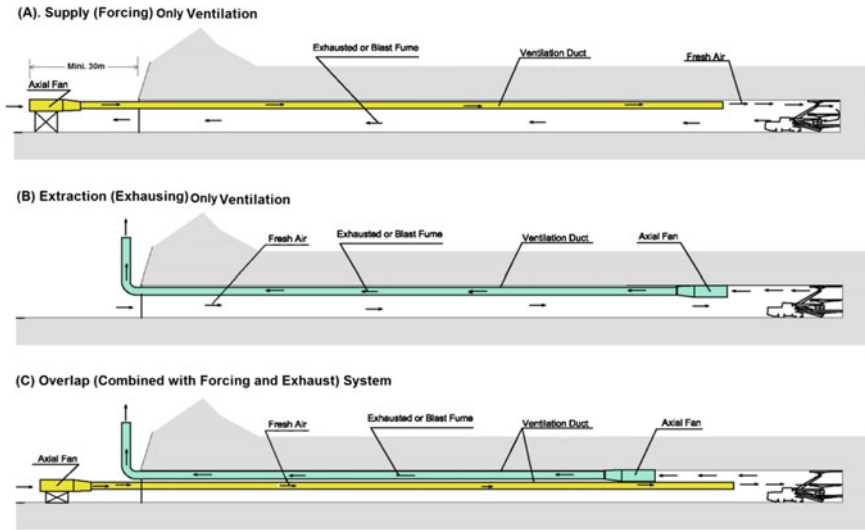 (A). Supply (Forcing) Only Ventilation
Mini. 30m
Axial Fan
Exhausted or Blast Fume
Ventilation Duct
Fresh Air
(B) Extraction (Exhausing) Only Ventilation
Fresh Air
Exhausted or Blast Fume
Ventilation Duct
Axial Fan
(C) Overlap (Combined with Forcing and Exhaust) System
Axial Fan
Fresh Air
Exhausted or Blast Fume
Ventilation Duct
Axial Fan